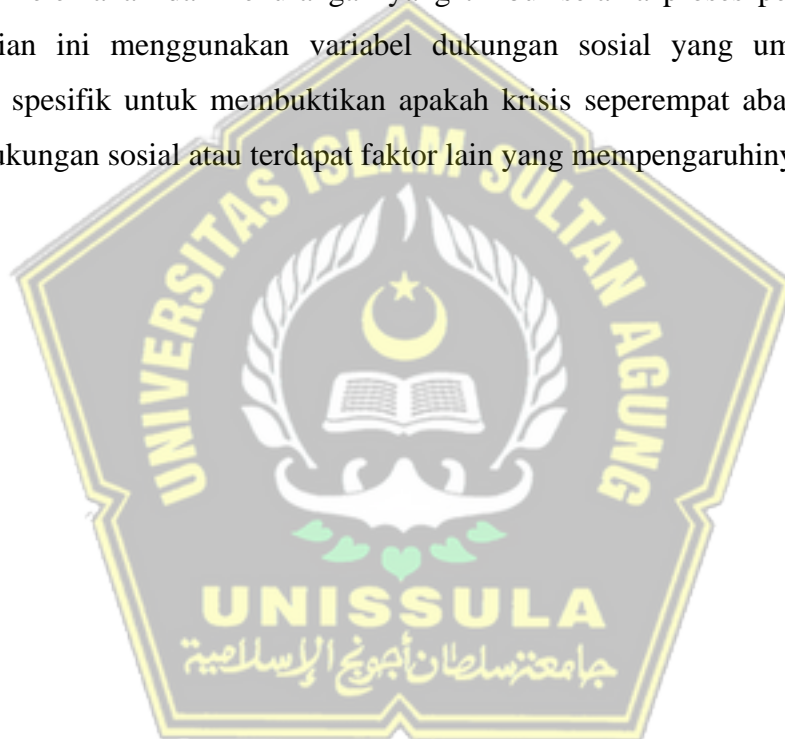 ian ini menggunakan variabel dukungan sosial yang um
spesifik untuk membuktikan apakah krisis seperempat aba
ukungan sosial atau terdapat faktor lain yang mempengaruhiny
UNIVERSITAS ISLAM SULTAN AGUNG
UNISSULA
جامعة سلطان أجونج الإسلامية